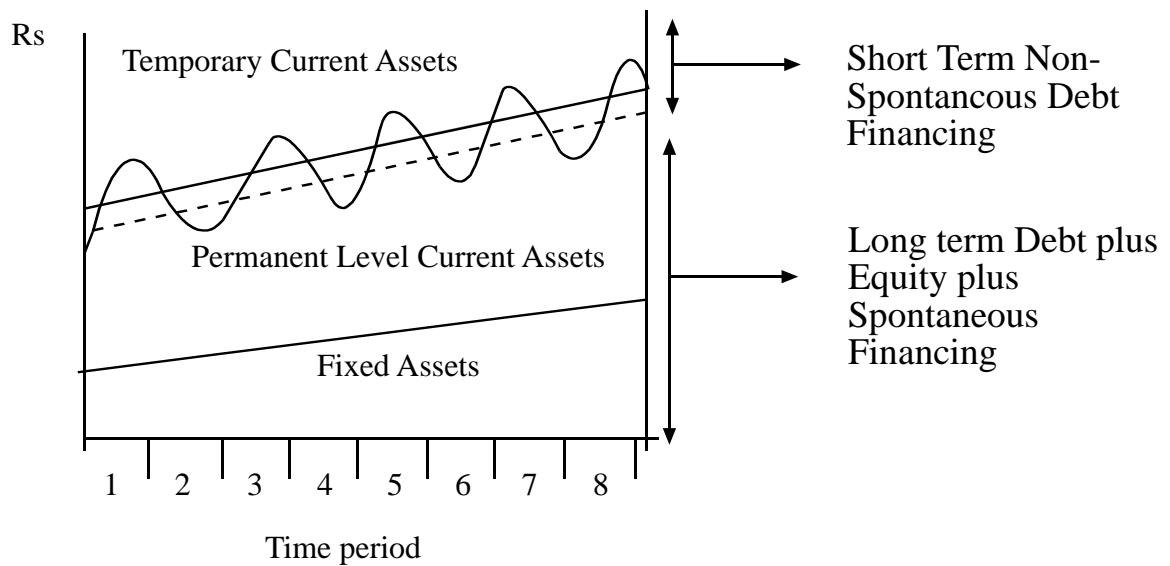 Rs
Temporary Current Assets
Short Term Non-
Spontancous Debt
Financing
Permanent Level Current Assets
Long term Debt plus
Equity plus
Spontaneous
Financing
Fixed Assets
1 2 3 4 5 6 7 8
Time period